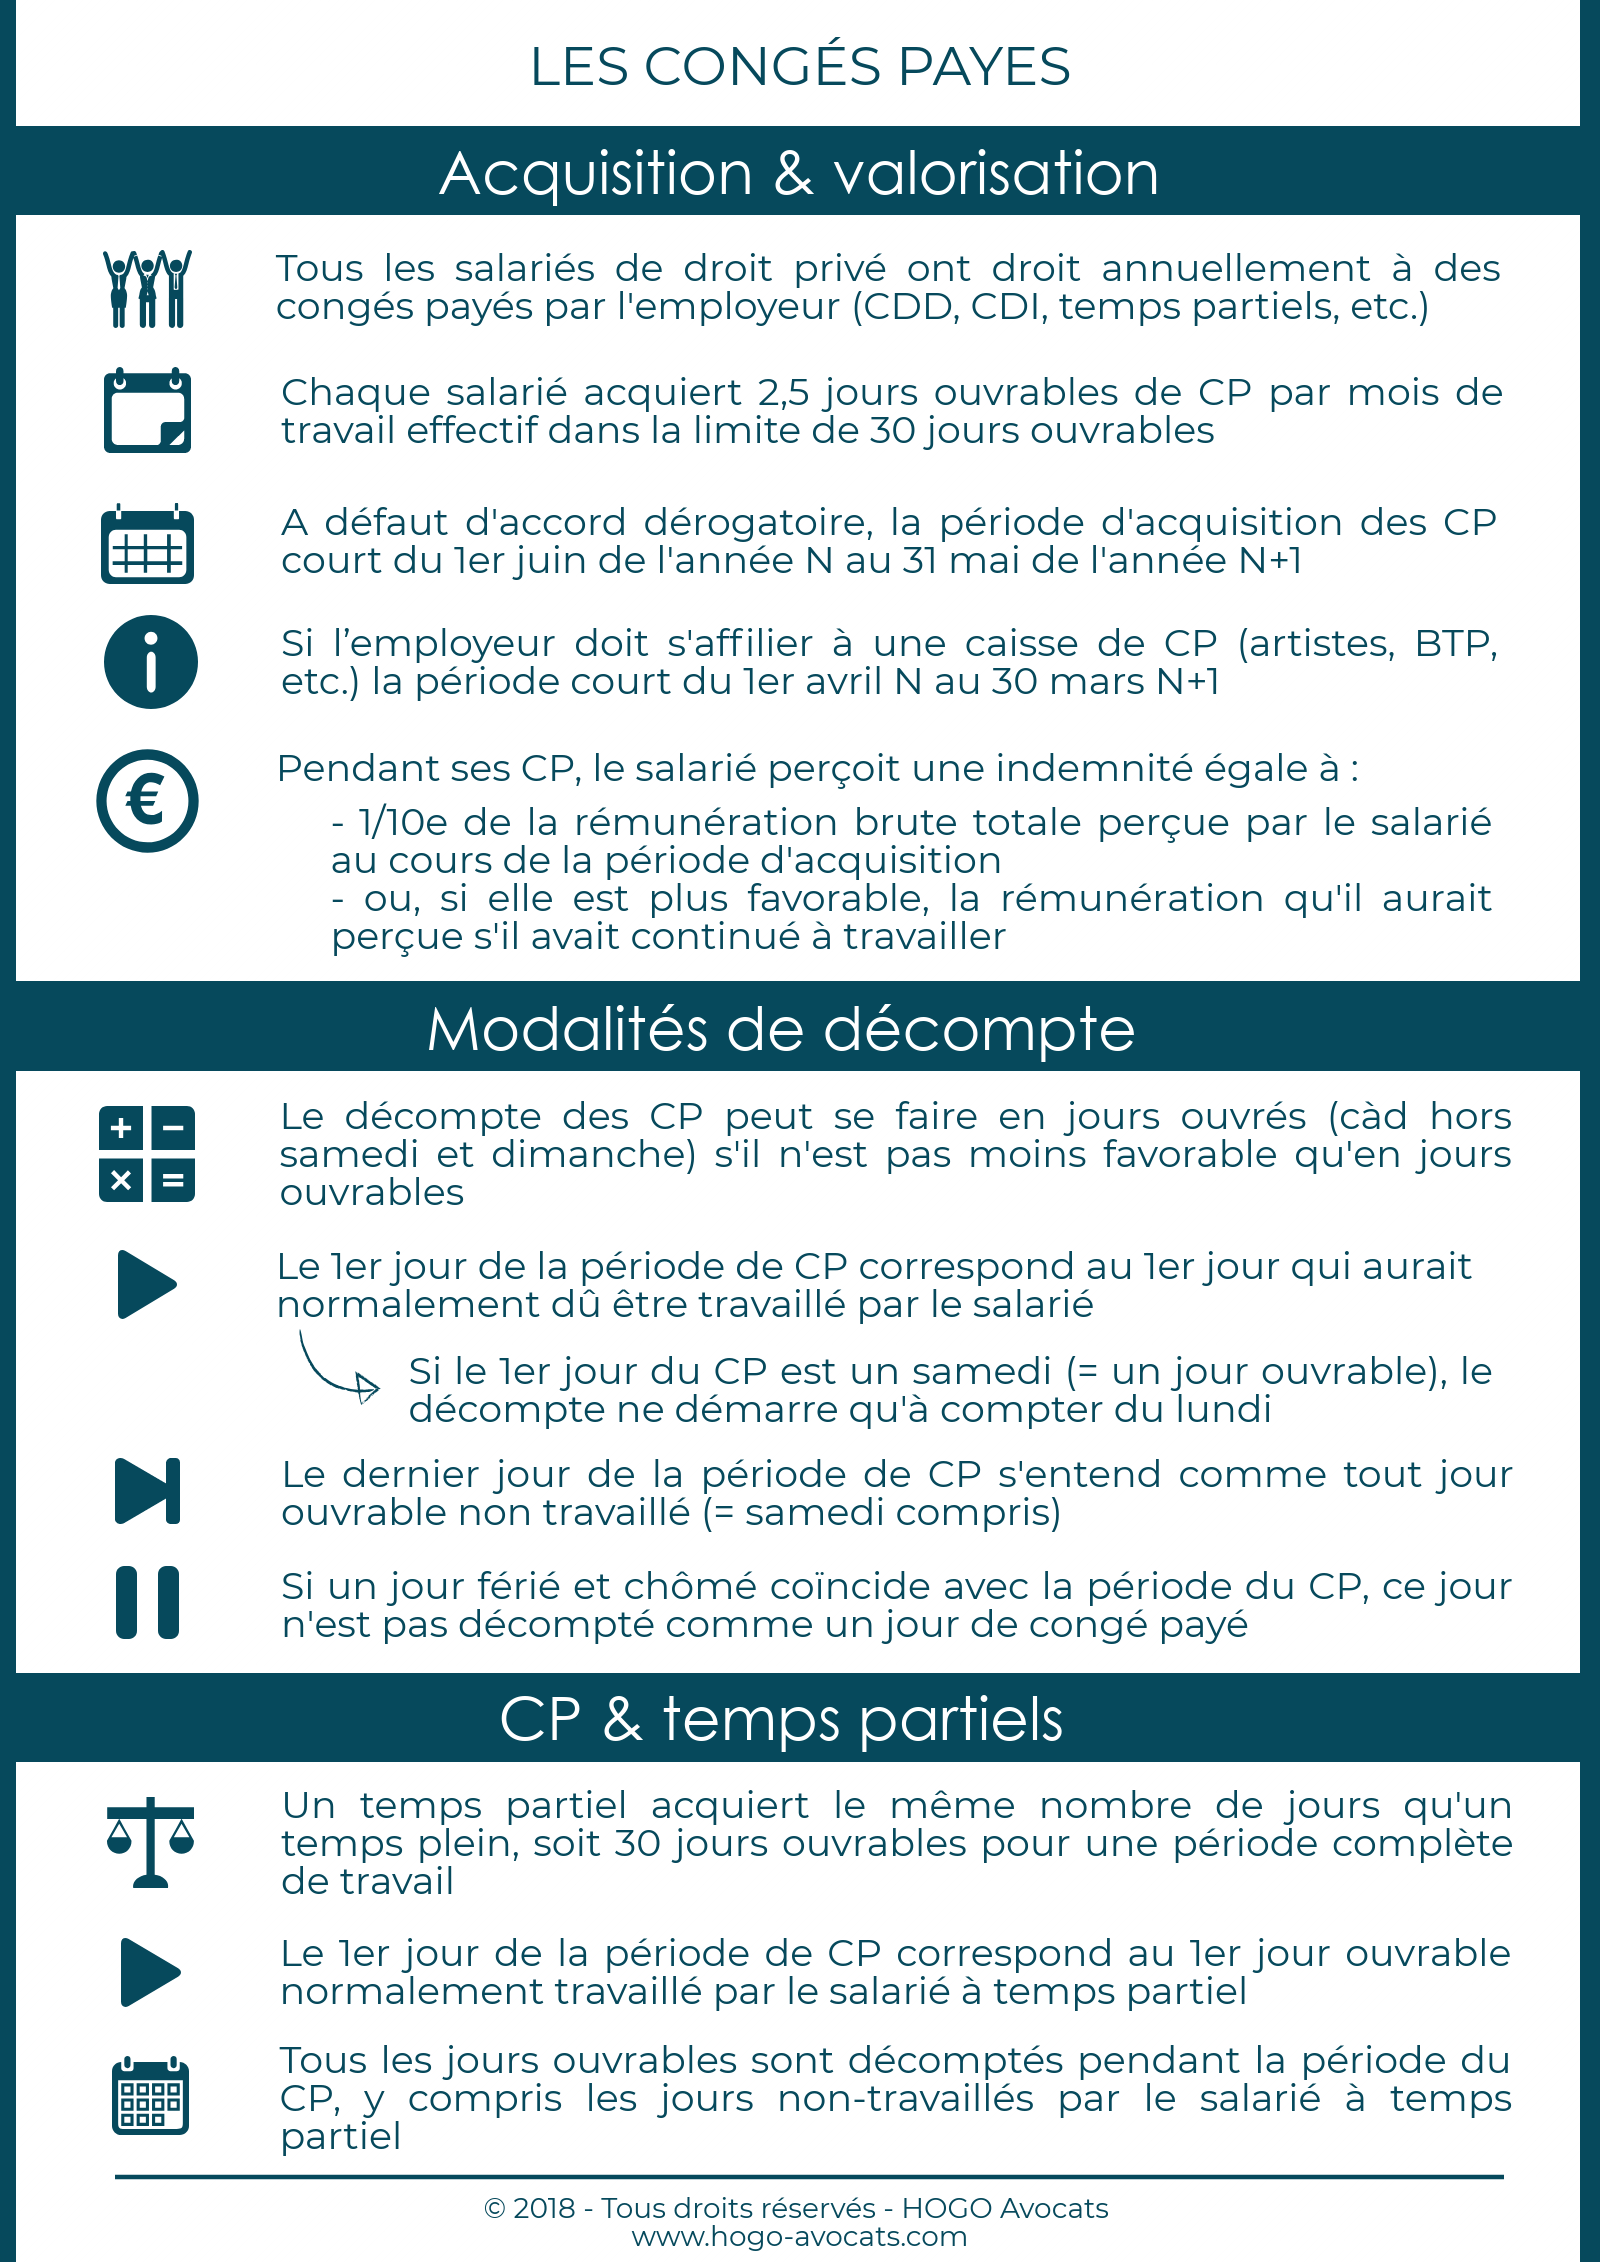 LES CONGÉS PAYES
Acquisition & valorisation
Tous les salariés de droit privé ont droit annuellement à des
congés payés par l'employeur (CDD, CDI, temps partiels, etc.)
Chaque salarié acquiert 2,5 jours ouvrables de CP par mois de
travail effectif dans la limite de 30 jours ouvrables
A défaut d'accord dérogatoire, la période d'acquisition des CP
court du 1er juin de l'année N au 31 mai de l'année N+1
Si l’employeur doit s'affilier à une caisse de CP (artistes, BTP,
etc.) la période court du 1er avril N au 30 mars N+1
€
Pendant ses CP, le salarié perçoit une indemnité égale à :
- 1/10e de la rémunération brute totale perçue par le salarié
au cours de la période d'acquisition
- ou, si elle est plus favorable, la rémunération qu'il aurait
perçue s'il avait continué à travailler
Modalités de décompte
Le décompte des CP peut se faire en jours ouvrés (càd hors
samedi et dimanche) s'il n'est pas moins favorable qu'en jours
ouvrables
Le 1er jour de la période de CP correspond au 1er jour qui aurait
normalement dû être travaillé par le salarié
Si le 1er jour du CP est un samedi (= un jour ouvrable), le
décompte ne démarre qu'à compter du lundi
Le dernier jour de la période de CP s'entend comme tout jour
ouvrable non travaillé (= samedi compris)
Si un jour férié et chômé coïncide avec la période du CP, ce jour
n'est pas décompté comme un jour de congé payé
CP & temps partiels
Un temps partiel acquiert le même nombre de jours qu'un
temps plein, soit 30 jours ouvrables pour une période complète
de travail
Le 1er jour de la période de CP correspond au 1er jour ouvrable
normalement travaillé par le salarié à temps partiel
Tous les jours ouvrables sont décomptés pendant la période du
CP, y compris les jours non-travaillés par le salarié à temps
partiel
© 2018 - Tous droits réservés - HOGO Avocats
www.hogo-avocats.com